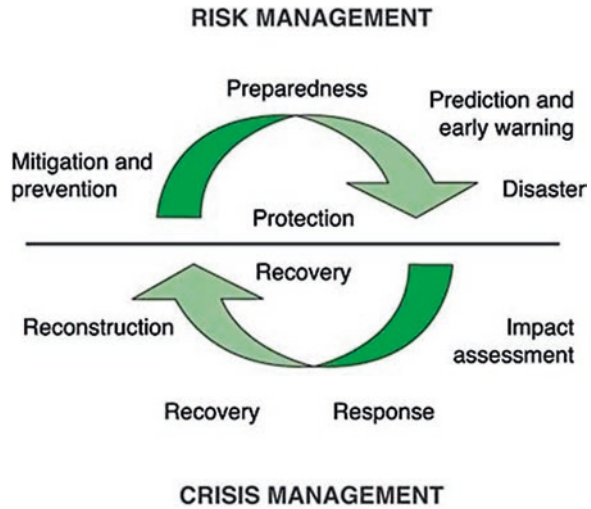 RISK MANAGEMENT
Preparedness
Prediction and
early warning
Mitigation and
prevention
Disaster
Protection
Recovery
Reconstruction
Impact
assessment
Recovery
Response
CRISIS MANAGEMENT